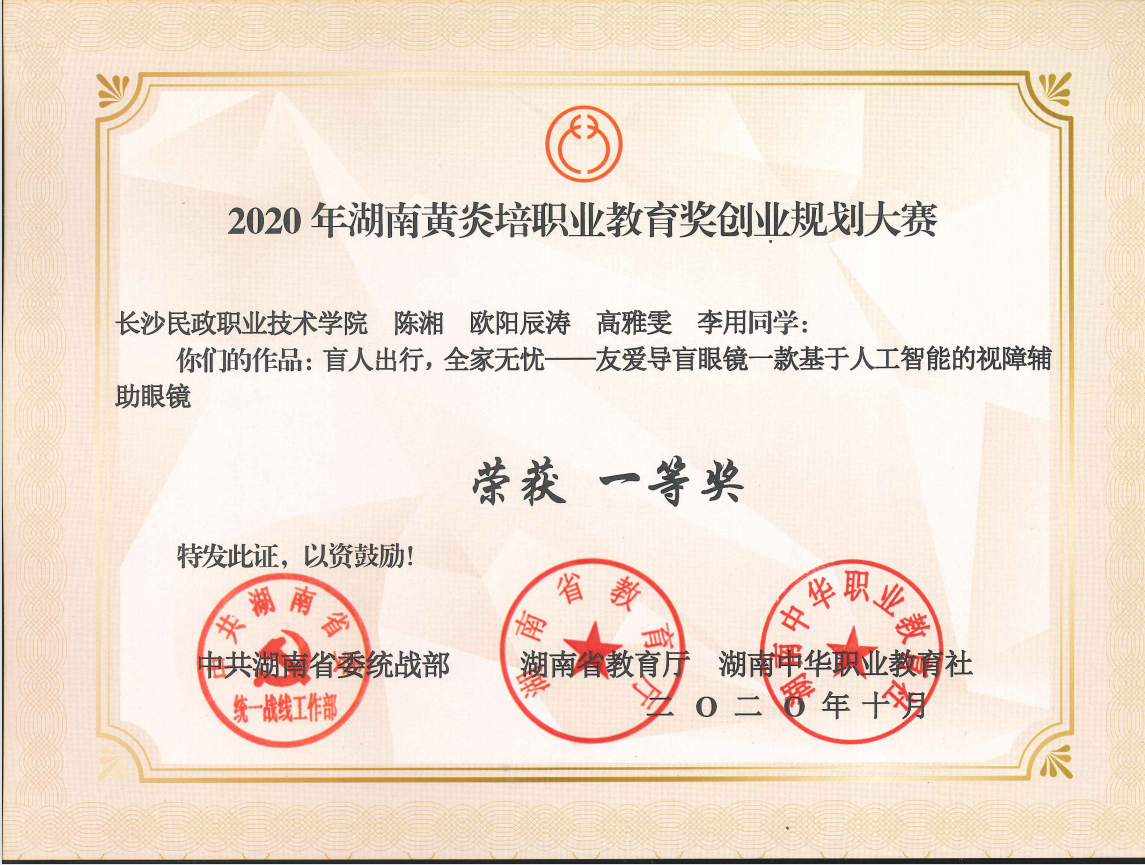 2020 年湖南黄炎培职业教育奖创业规划大赛
长沙民政职业技术学院 陈湘 欧阳辰涛 高雅雯 李用同学：
你们的作品：盲人出行，全家无忧——友爱导盲眼镜一款基于人工智能的视障辅
助眼镜
荣获 一等奖
特发此证，以资鼓励！
中共湖南省委
统一战线工作部
湖南省教育厅
湖南中华职业教育社
中共湖南省委统战部 湖南省教育厅 湖南中华职业教育社
二〇二〇年十月